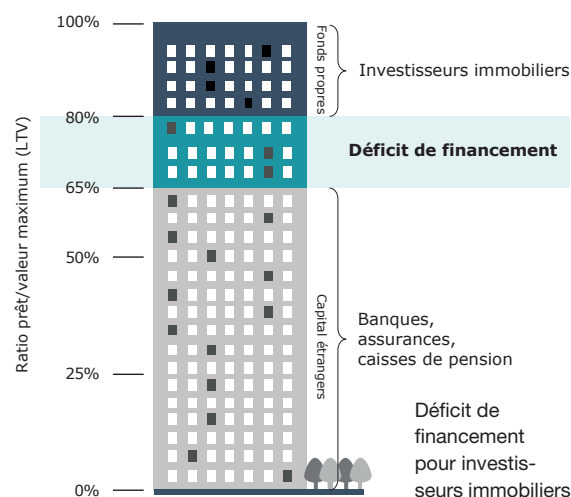 Ratio prêt/valeur maximum (LTV)
100%
80%
65%
50%
25%
0%
Fonds propres
Investisseurs immobiliers
Déficit de financement
Capital étrangers
Banques,
assurances,
caisses de pension
Déficit de
financement
pour investis-
seurs immobiliers